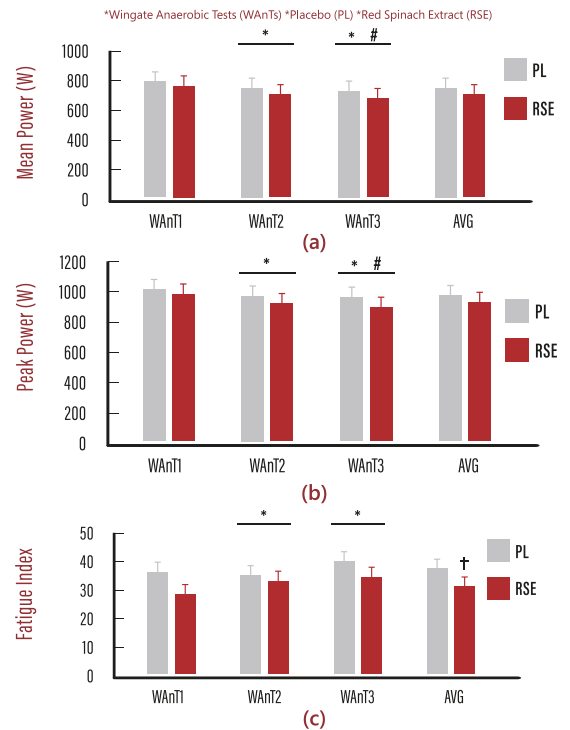 *Wingate Anaerobic Tests (WAnTs) *Placebo (PL) *Red Spinach Extract (RSE)
Mean Power (W)
1000
800
600
400
200
0
*
* #
PL
RSE
WAnT1 WAnT2 WAnT3 AVG
(a)
Peak Power (W)
1200
1000
800
600
400
200
0
*
* #
PL
RSE
WAnT1 WAnT2 WAnT3 AVG
(b)
Fatigue Index
50
40
30
20
10
0
*
*
†
PL
RSE
WAnT1 WAnT2 WAnT3 AVG
(c)